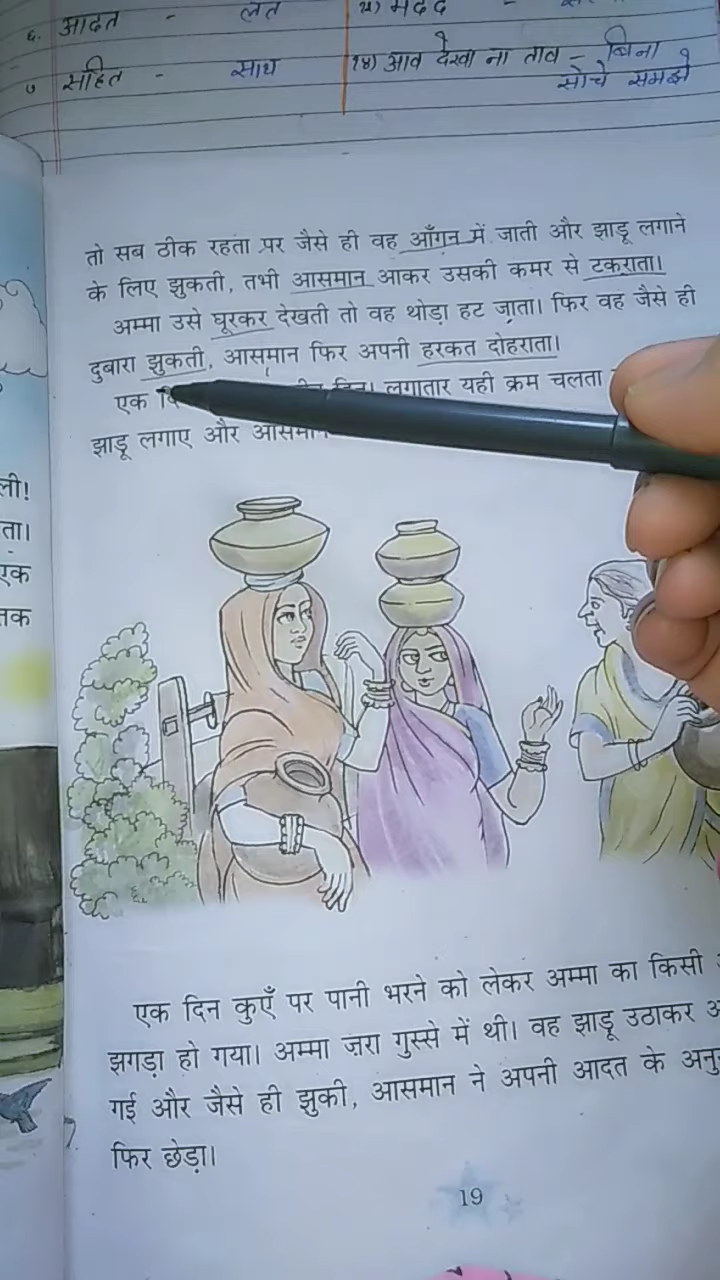 ६. आदत - लत
७ सहित - साथ
१४) आव देखा ना ताव - बिना
सोचे समझे
तो सब ठीक रहता पर जैसे ही वह आँगन में जाती और झाडू लगाने
के लिए झुकती, तभी आसमान आकर उसकी कमर से टकराता।
अम्मा उसे घूरकर देखती तो वह थोड़ा हट जाता। फिर वह जैसे ही
दुबारा झुकती, आसमान फिर अपनी हरकत दोहराता।
एक दिन। लगातार यही क्रम चलता
झाडू लगाए और आसमान
ली!
ता।
एक
तक
एक दिन कुएँ पर पानी भरने को लेकर अम्मा का किसी
झगड़ा हो गया। अम्मा ज़रा गुस्से में थी। वह झाडू उठाकर
गई और जैसे ही झुकी, आसमान ने अपनी आदत के
फिर छेड़ा।
19